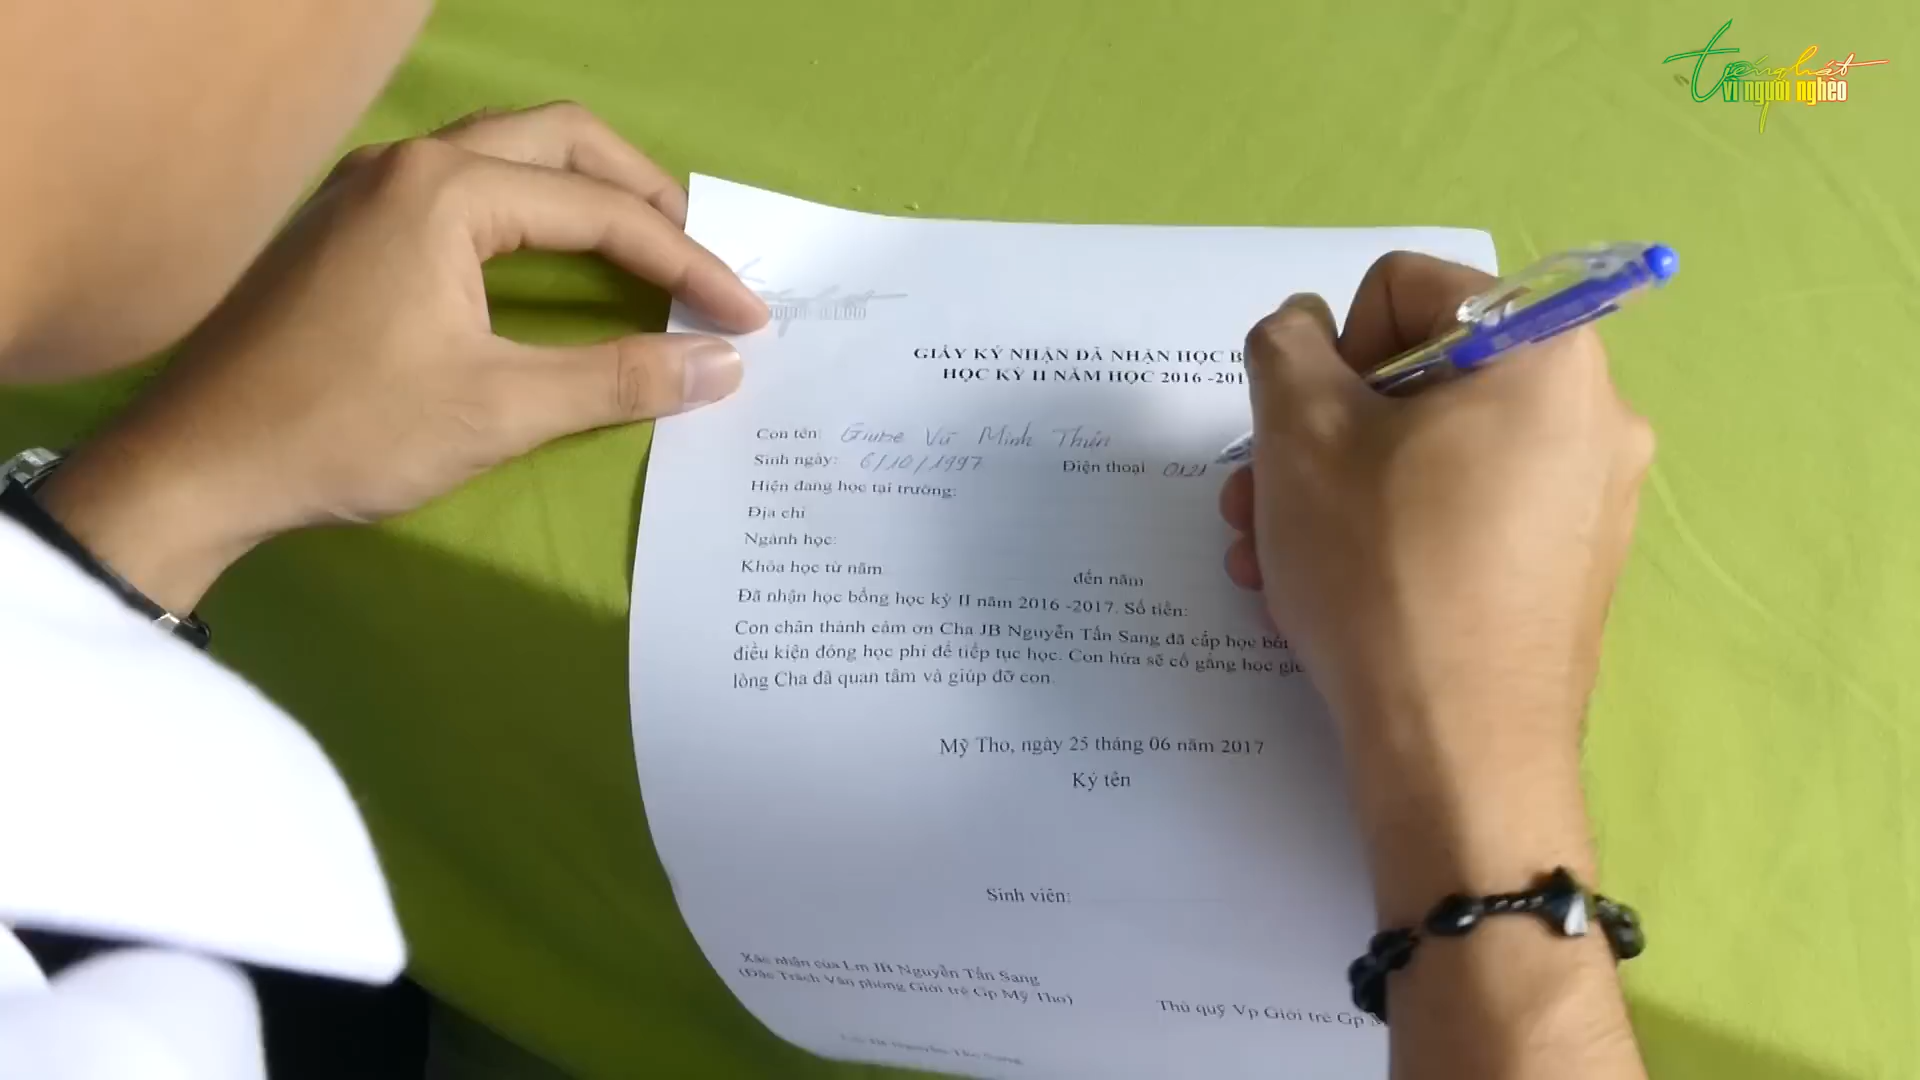 Tiếng hát
vì người nghèo
GIẤY KÝ NHẬN ĐÃ NHẬN HỌC B
HỌC KỲ II NĂM HỌC 2016 -201
Con tên: Giuse Vũ Minh Thiện
Sinh ngày: 6/10/1997 Điện thoại 0121
Hiện đang học tại trường:
Địa chỉ
Ngành học:
Khóa học từ năm đến năm
Đã nhận học bổng học kỳ II năm 2016 -2017. Số tiền:
Con chân thành cảm ơn Cha JB Nguyễn Tấn Sang đã cấp học
điều kiện đóng học phí để tiếp tục học. Con hứa sẽ cố gắng học
lòng Cha đã quan tâm và giúp đỡ con.
Mỹ Tho, ngày 25 tháng 06 năm 2017
Ký tên
Sinh viên:
Xác nhận của Lm JB Nguyễn Tấn Sang
(Đặc Trách Văn phòng Giới trẻ Gp Mỹ Tho)
Thủ quỹ Vp Giới trẻ Gp